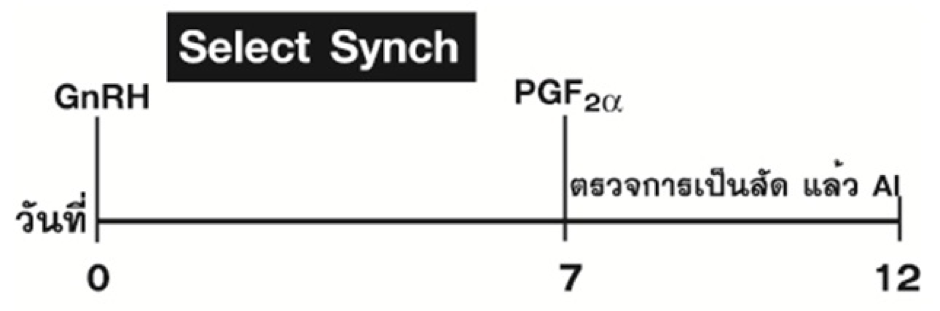 Select Synch
GnRH
PGF2α
ตรวจการเป็นสัด แล้ว AI
วันที่
0 7 12